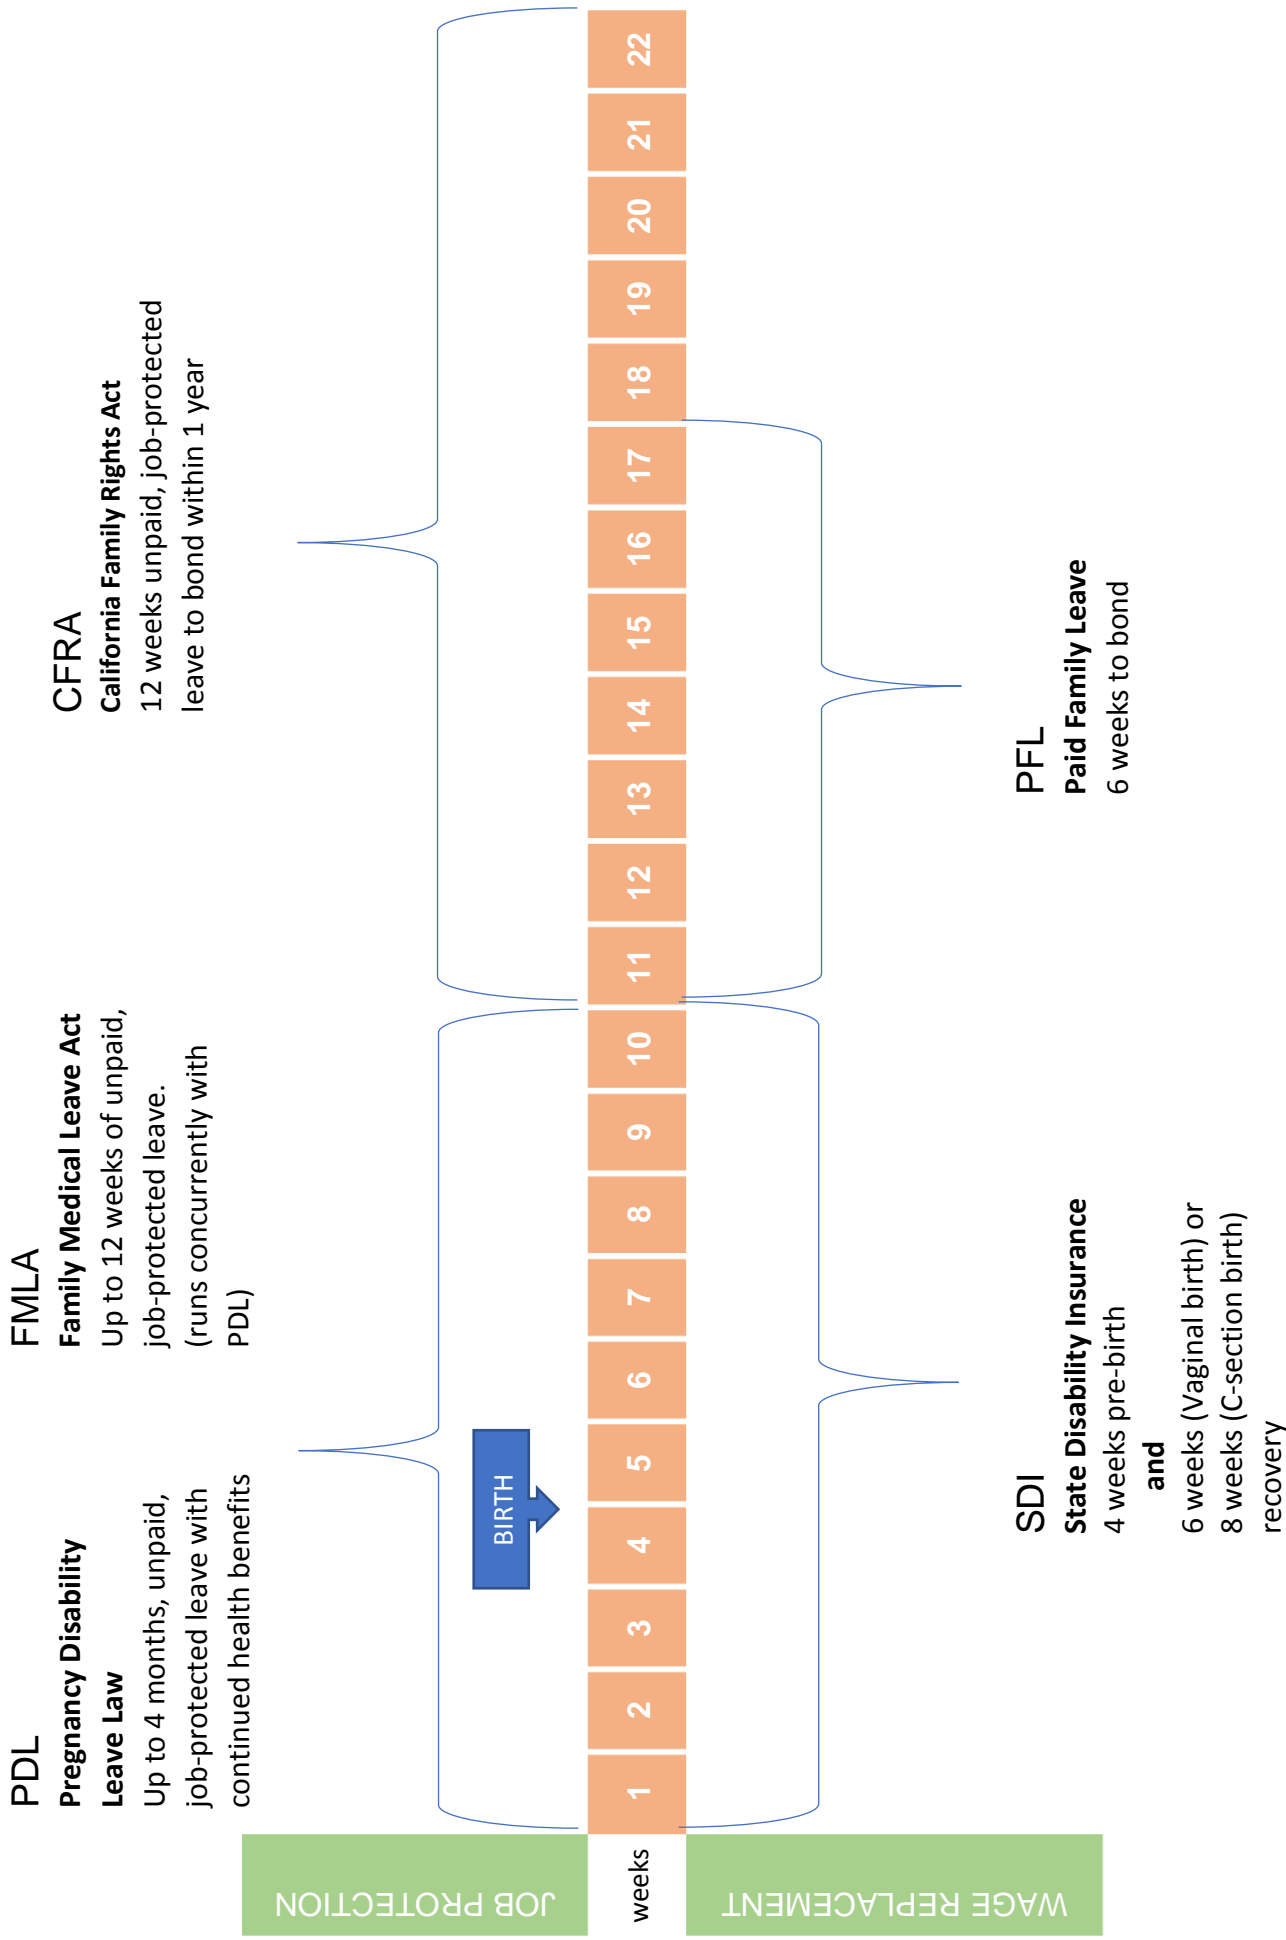 PDL
Pregnancy Disability
Leave Law
Up to 4 months, unpaid,
job-protected leave with
continued health benefits
FMLA
Family Medical Leave Act
Up to 12 weeks of unpaid,
job-protected leave.
(runs concurrently with
PDL)
CFRA
California Family Rights Act
12 weeks unpaid, job-protected
leave to bond within 1 year
JOB PROTECTION
BIRTH
weeks
1
2
3
4
5
6
7
8
9
10
11
12
13
14
15
16
17
18
19
20
21
22
WAGE REPLACEMENT
SDI
State Disability Insurance
4 weeks pre-birth
and
6 weeks (Vaginal birth) or
8 weeks (C-section birth)
recovery
PFL
Paid Family Leave
6 weeks to bond